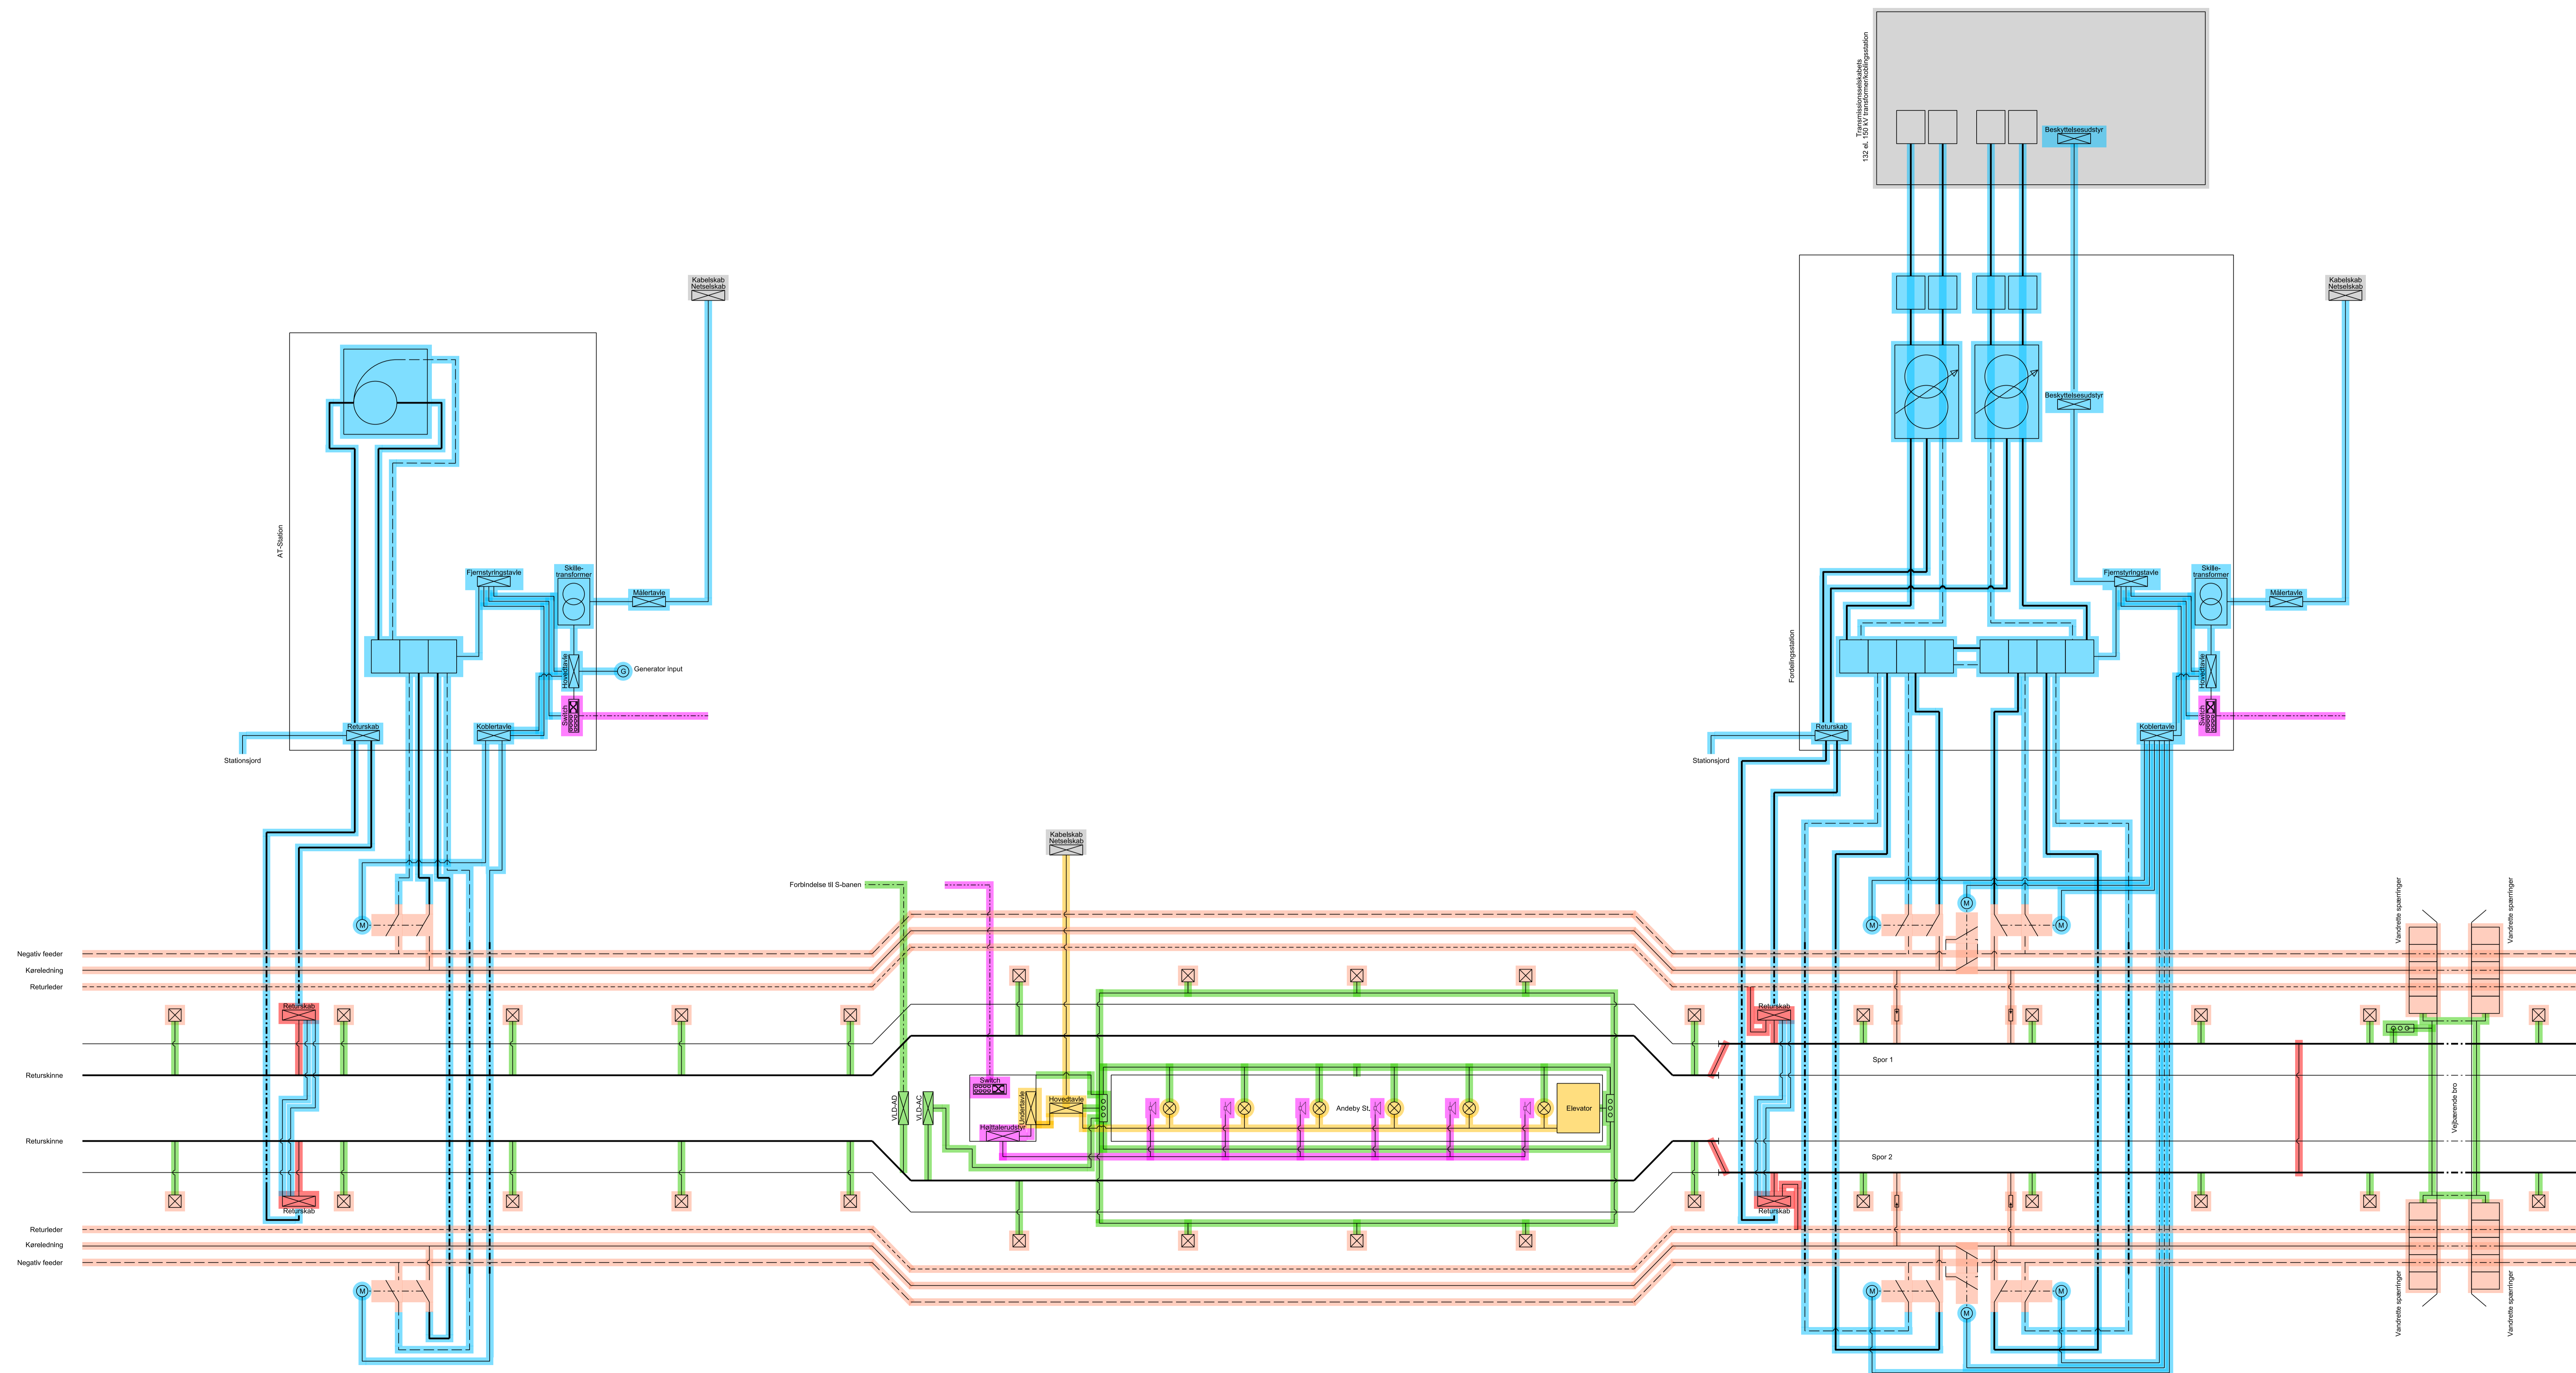 Transmissionsselskabets
132 el. 150 kV transformer/koblingsstation
Beskyttelsesudstyr
Kabelskab
Netselskab
Kabelskab
Netselskab
Beskyttelsesudstyr
AT-Station
Fjernstyringstavle
Skille-
transformer
Målertavle
Hovedtavle
G
Generator input
Switch
Returskab
Koblertavle
Stationsjord
Fordelingsstation
Fjernstyringstavle
Skille-
transformer
Målertavle
Hovedtavle
Switch
Returskab
Koblertavle
Stationsjord
Kabelskab
Netselskab
Forbindelse til S-banen
M
M
M
M
Vandrette spærringer
Vandrette spærringer
Negativ feeder
Køreledning
Returleder
Returskab
Returskab
Spor 1
Returskinne
Switch
VLD-AD
VLD-AC
Undertavle
Hovedtavle
Højttalerudstyr
Andeby St.
Elevator
Vejbærende bro
Returskinne
Spor 2
Returskab
Returskab
Returleder
Køreledning
Negativ feeder
M
M
M
M
Vandrette spærringer
Vandrette spærringer